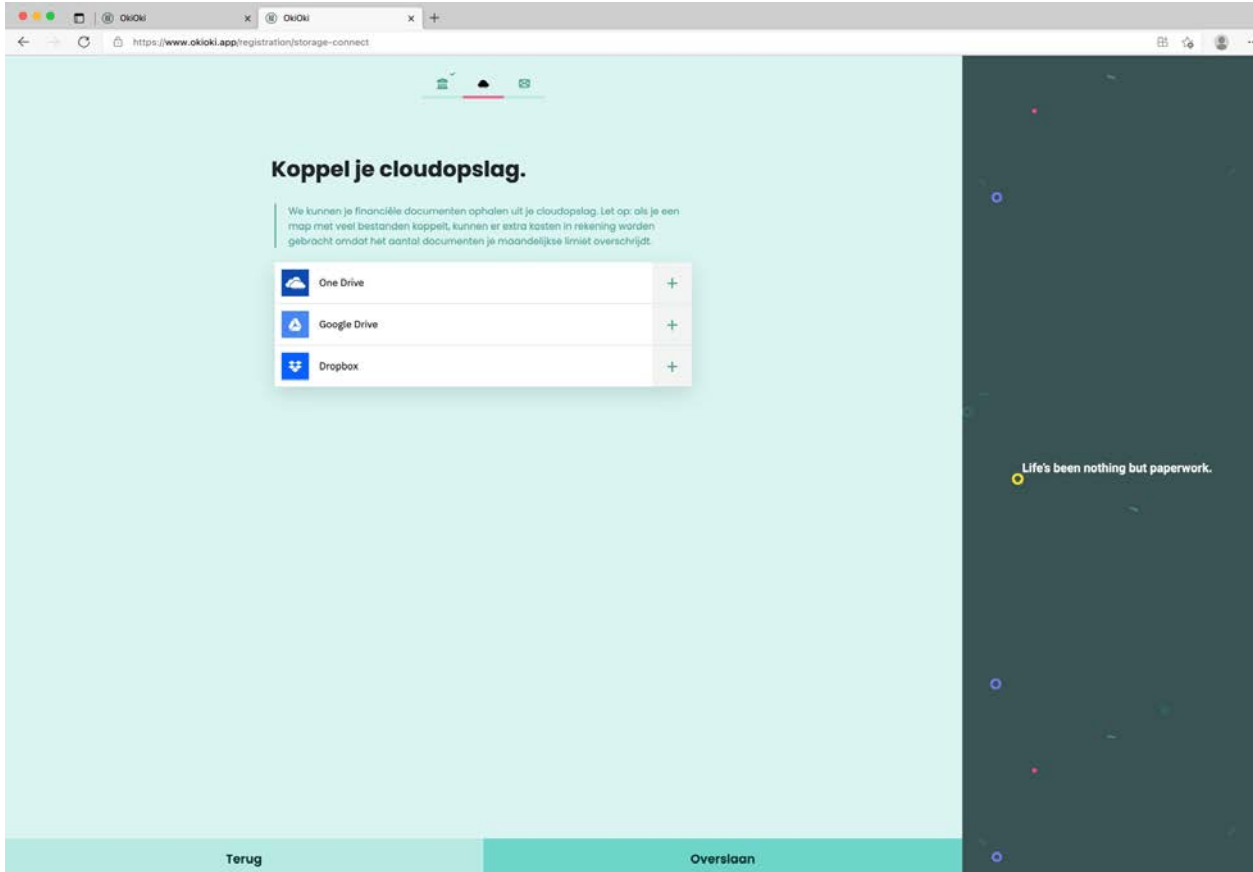 OkiOki
OkiOki
https://www.okioki.app/registration/storage-connect
Koppel je cloudopslag.
We kunnen je financiële documenten ophalen uit je cloudopslag. Let op: als je een
map met veel bestanden koppelt, kunnen er extra kosten in rekening worden
gebracht omdat het aantal documenten je maandelijkse limiet overschrijdt.
One Drive
Google Drive
Dropbox
Life's been nothing but paperwork.
Terug
Overslaan